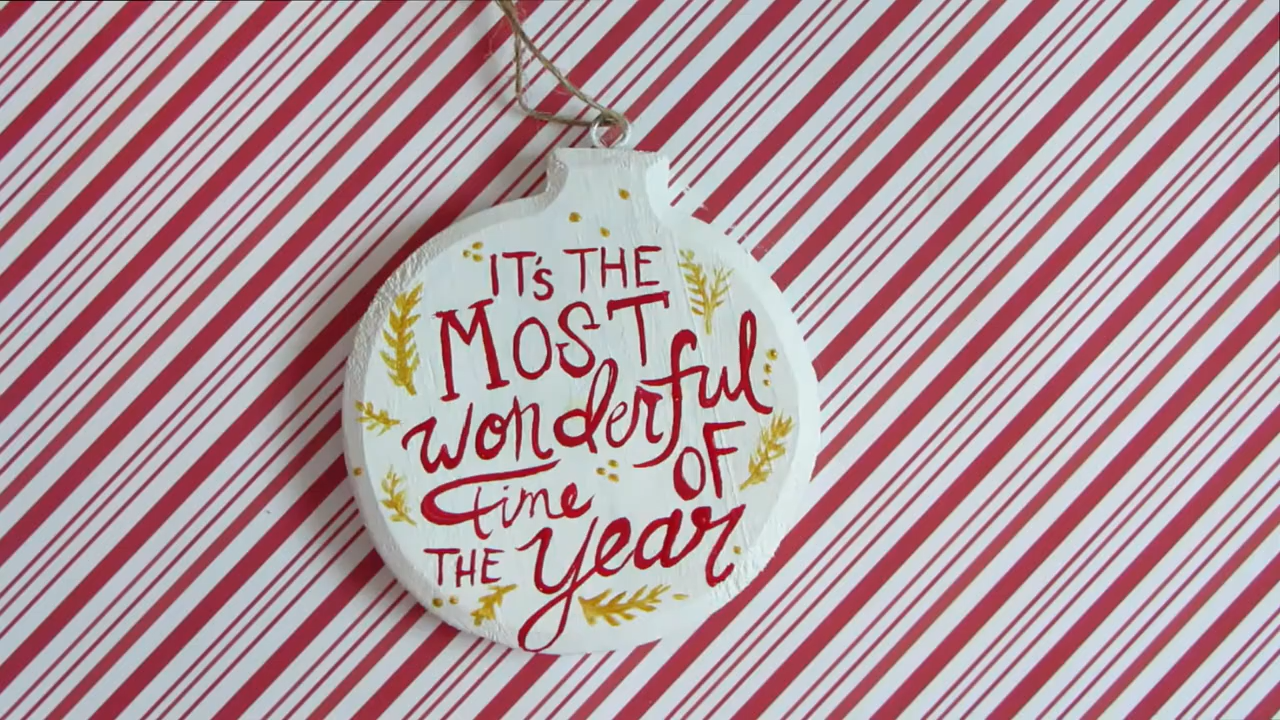 IT's THE
MOST
wonderful
time OF
THE year